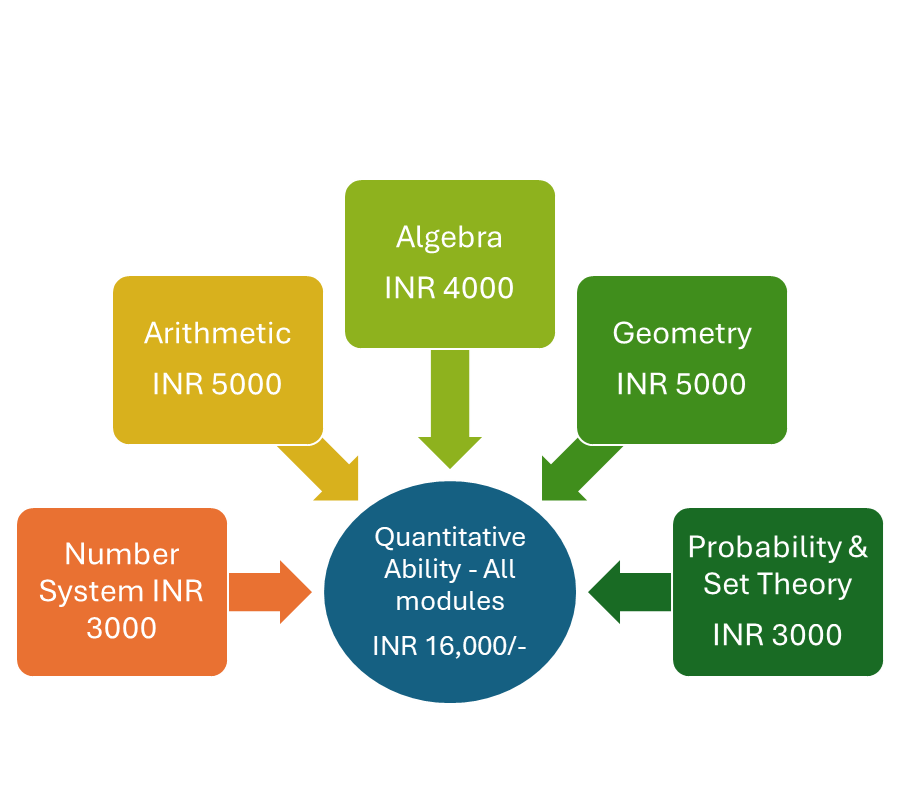 Algebra
INR 4000
Arithmetic
INR 5000
Geometry
INR 5000
Number
System INR
3000
Quantitative
Ability - All
modules
INR 16,000/-
Probability &
Set Theory
INR 3000